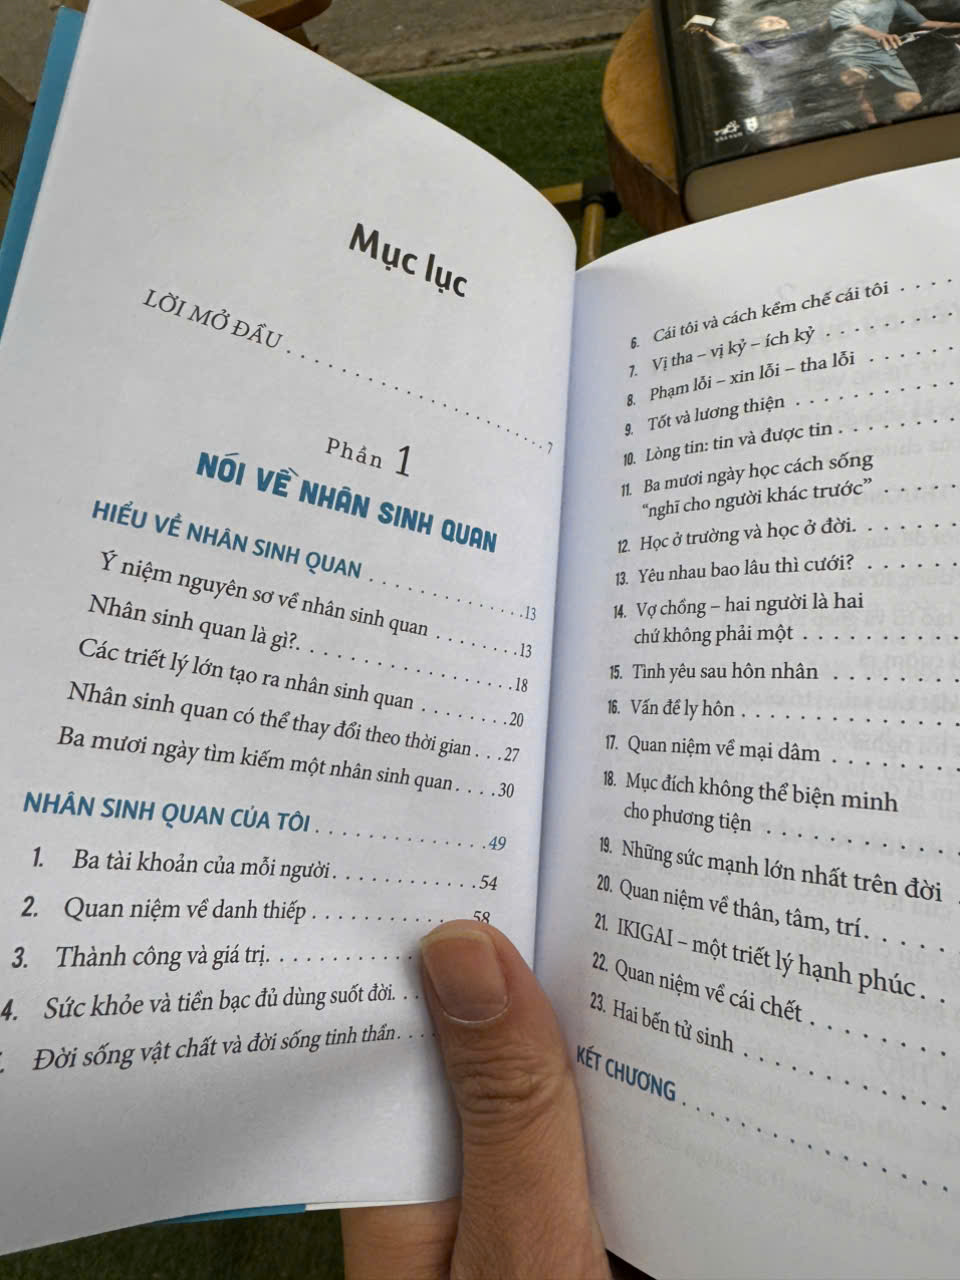 Mục lục
LỜI MỞ ĐẦU . . . . . . . . . . . . . . . . . . . . . . . . 7
Phần 1
NÓI VỀ NHÂN SINH QUAN
HIỂU VỀ NHÂN SINH QUAN . . . . . . . . . . . . . 13
Ý niệm nguyên sơ về nhân sinh quan . . . . . . . 13
Nhân sinh quan là gì?. . . . . . . . . . . . . . . . . 18
Các triết lý lớn tạo ra nhân sinh quan . . . . . . . . 20
Nhân sinh quan có thể thay đổi theo thời gian . . . 27
Ba mươi ngày tìm kiếm một nhân sinh quan . . . . 30
NHÂN SINH QUAN CỦA TÔI . . . . . . . . . . . . . 49
1. Ba tài khoản của mỗi người . . . . . . . . . . . . 54
2. Quan niệm về danh thiếp . . . . . . . . . . . . 58
3. Thành công và giá trị. . . . . . . . . . . .
4. Sức khỏe và tiền bạc đủ dùng suốt đời. . .
Đời sống vật chất và đời sống tinh thần. . . .
6. Cái tôi và cách kềm chế cái tôi . . . .
7. Vị tha – vị kỷ – ích kỷ . . . . . . . . .
8. Phạm lỗi – xin lỗi – tha lỗi . . . . . .
9. Tốt và lương thiện . . . . . . . . . . .
10. Lòng tin: tin và được tin . . . . . . . .
11. Ba mươi ngày học cách sống
“nghĩ cho người khác trước” . . . . .
12. Học ở trường và học ở đời. . . . . . .
13. Yêu nhau bao lâu thì cưới? . . . . . .
14. Vợ chồng – hai người là hai
chứ không phải một . . . . . . . . . .
15. Tình yêu sau hôn nhân . . . . . . . .
16. Vấn đề ly hôn . . . . . . . . . . . . . .
17. Quan niệm về mại dâm . . . . . . . .
18. Mục đích không thể biện minh
cho phương tiện . . . . . . . . . . . .
19. Những sức mạnh lớn nhất trên đời .
20. Quan niệm về thân, tâm, trí. . . . .
21. IKIGAI – một triết lý hạnh phúc . .
22. Quan niệm về cái chết . . . . . . .
23. Hai bến tử sinh . . . . . . . . . . .
KẾT CHƯƠNG . . . . . . . . . . . . . . .